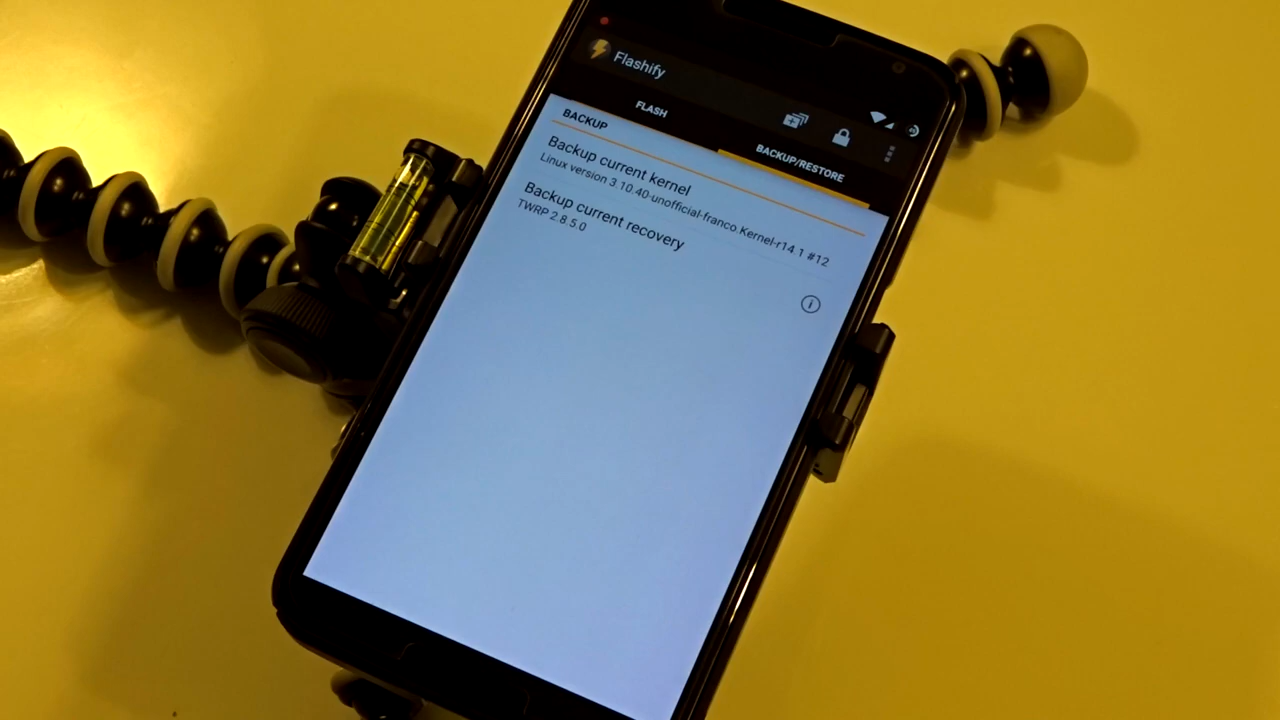 Flashify
FLASH
BACKUP/RESTORE
BACKUP
Backup current kernel
Linux version 3.10.40-unofficial-franco.Kernel-r14.1 #12
Backup current recovery
TWRP 2.8.5.0